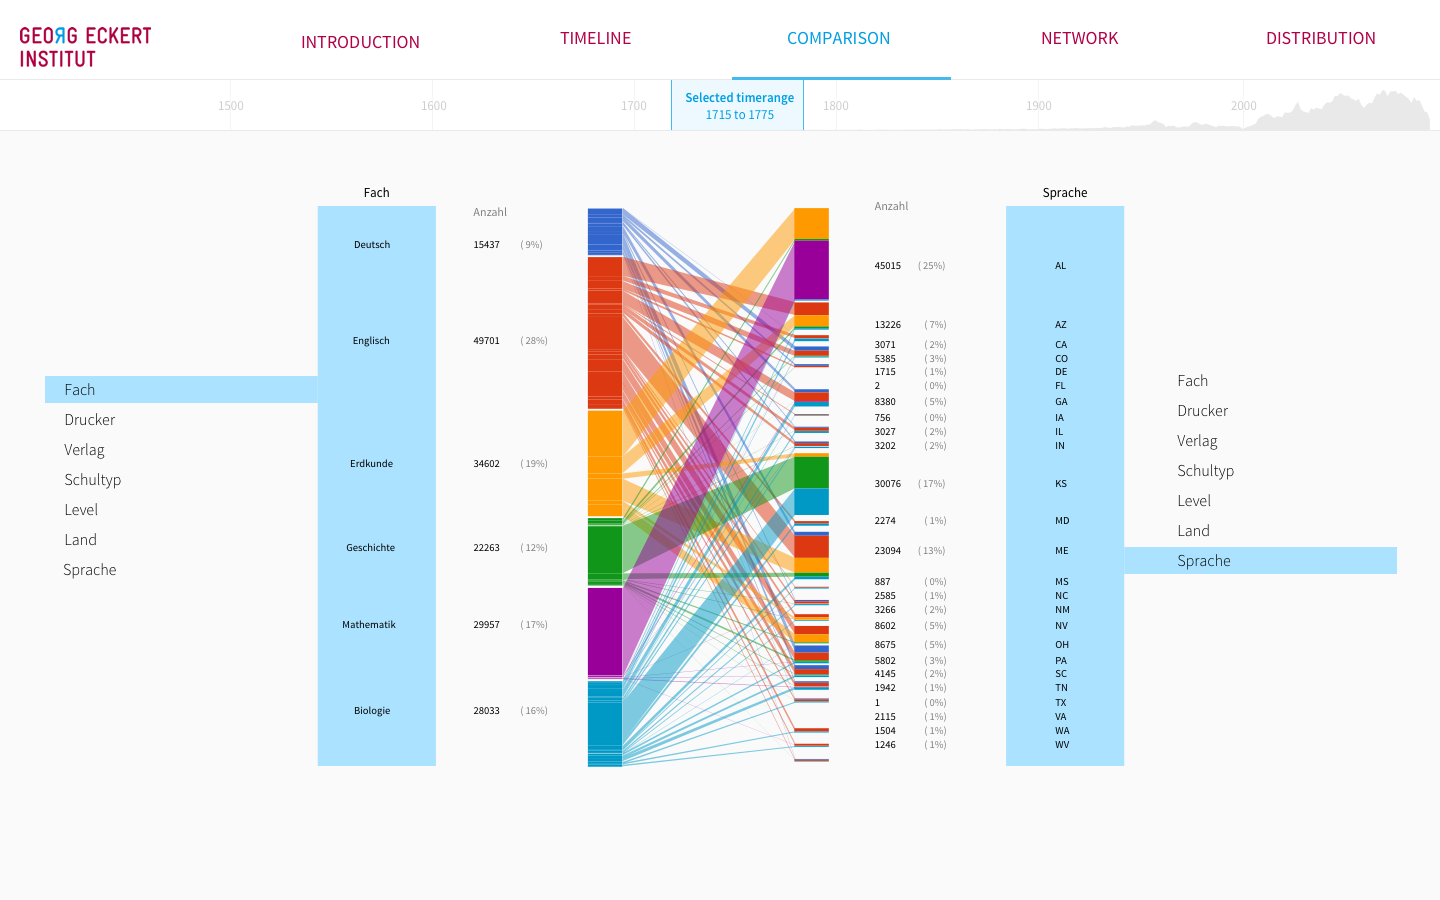 GEORG ECKERT
INSTITUT
INTRODUCTION
TIMELINE
COMPARISON
NETWORK
DISTRIBUTION
1500
1600
1700
Selected timerange
1715 to 1775
1800
1900
2000
Fach
Anzahl
Deutsch 15437 ( 9%)
Englisch 49701 ( 28%)
Erdkunde 34602 ( 19%)
Geschichte 22263 ( 12%)
Mathematik 29957 ( 17%)
Biologie 28033 ( 16%)
Fach
Drucker
Verlag
Schultyp
Level
Land
Sprache
Anzahl
Sprache
45015 ( 25%) AL
13226 ( 7%) AZ
3071 ( 2%) CA
5385 ( 3%) CO
1715 ( 1%) DE
2 ( 0%) FL
8380 ( 5%) GA
756 ( 0%) IA
3027 ( 2%) IL
3202 ( 2%) IN
30076 ( 17%) KS
2274 ( 1%) MD
23094 ( 13%) ME
887 ( 0%) MS
2585 ( 1%) NC
3266 ( 2%) NM
8602 ( 5%) NV
8675 ( 5%) OH
5802 ( 3%) PA
4145 ( 2%) SC
1942 ( 1%) TN
1 ( 0%) TX
2115 ( 1%) VA
1504 ( 1%) WA
1246 ( 1%) WV
Fach
Drucker
Verlag
Schultyp
Level
Land
Sprache